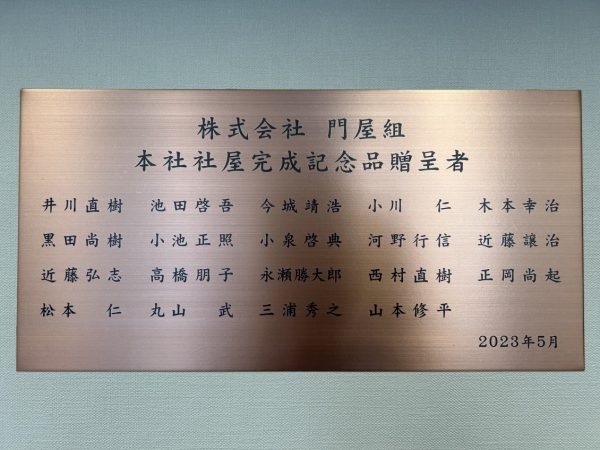 株式会社 門屋組
本社社屋完成記念品贈呈者
井川直樹 池田啓吾 今城靖浩 小川 仁 木本幸治
黒田尚樹 小池正照 小泉啓典 河野行信 近藤譲治
近藤弘志 高橋朋子 永瀬勝大郎 西村直樹 正岡尚起
松本 仁 丸山 武 三浦秀之 山本修平
2023年5月